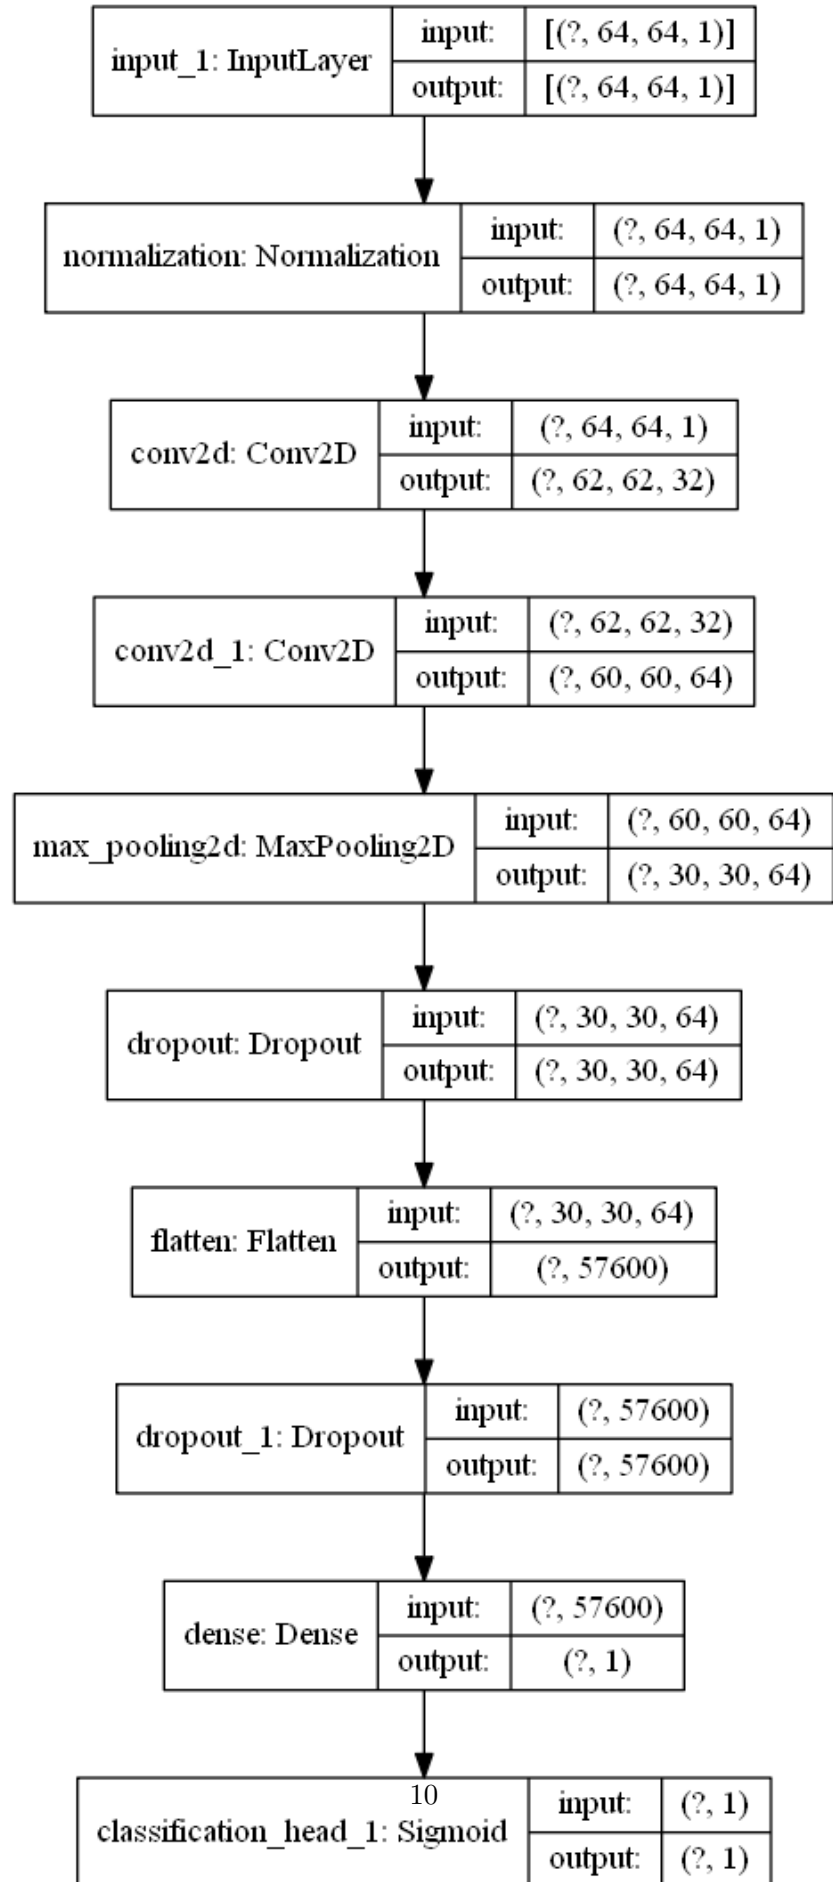 input_1: InputLayer
input: [(?, 64, 64, 1)]
output: [(?, 64, 64, 1)]
normalization: Normalization
input: (?, 64, 64, 1)
output: (?, 64, 64, 1)
conv2d: Conv2D
input: (?, 64, 64, 1)
output: (?, 62, 62, 32)
conv2d_1: Conv2D
input: (?, 62, 62, 32)
output: (?, 60, 60, 64)
max_pooling2d: MaxPooling2D
input: (?, 60, 60, 64)
output: (?, 30, 30, 64)
dropout: Dropout
input: (?, 30, 30, 64)
output: (?, 30, 30, 64)
flatten: Flatten
input: (?, 30, 30, 64)
output: (?, 57600)
dropout_1: Dropout
input: (?, 57600)
output: (?, 57600)
dense: Dense
input: (?, 57600)
output: (?, 1)
10
classification_head_1: Sigmoid
input: (?, 1)
output: (?, 1)